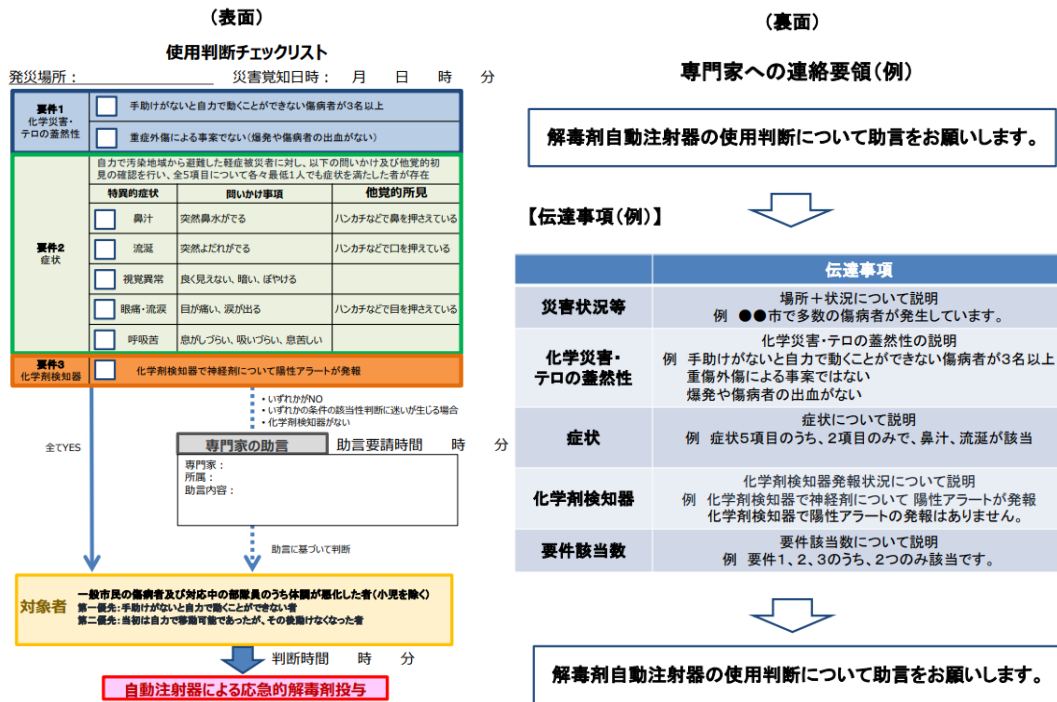 (表面)
使用判断チェックリスト
発災場所： 災害覚知日時： 月 日 時 分
要件1
化学災害・
テロの蓋然性
手助けがないと自力で動くことができない傷病者が3名以上
重症外傷による事案でない（爆発や傷病者の出血がない）
要件2
症状
自力で汚染地域から避難した軽症被災者に対し、以下の問いかけ及び他覚的初
見の確認を行い、全5項目について各々最低1人でも症状を満たした者が存在
特異的症状 問いかけ事項 他覚的所見
鼻汁 突然鼻水がでる ハンカチなどで鼻を押さえている
流涎 突然よだれがでる ハンカチなどで口を押えている
視覚異常 良く見えない、暗い、ぼやける
眼痛・流涙 目が痛い、涙が出る ハンカチなどで目を押さえている
呼吸苦 息がしづらい、吸いづらい、息苦しい
要件3
化学剤検知器
化学剤検知器で神経剤について陽性アラートが発報
全てYES
・いずれかがNO
・いずれかの条件の該当性判断に迷いが生じる場合
・化学剤検知器がない
専門家の助言 助言要請時間 時 分
専門家：
所属：
助言内容：
助言に基づいて判断
対象者
一般市民の傷病者及び対応中の部隊員のうち体調が悪化した者（小児を除く）
第一優先：手助けがないと自力で動くことができない者
第二優先：当初は自力で移動可能であったが、その後動けなくなった者
判断時間 時 分
自動注射器による応急的解毒剤投与
(裏面)
専門家への連絡要領（例）
解毒剤自動注射器の使用判断について助言をお願いします。
【伝達事項（例）】
伝達事項
災害状況等
場所＋状況について説明
例 ●●市で多数の傷病者が発生しています。
化学災害・
テロの蓋然性
化学災害・テロの蓋然性の説明
例 手助けがないと自力で動くことができない傷病者が3名以上
重傷外傷による事案ではない
爆発や傷病者の出血がない
症状
症状について説明
例 症状5項目のうち、2項目のみで、鼻汁、流涎が該当
化学剤検知器
化学剤検知器発報状況について説明
例 化学剤検知器で神経剤について 陽性アラートが発報
化学剤検知器で陽性アラートの発報はありません。
要件該当数
要件該当数について説明
例 要件1、2、3のうち、2つのみ該当です。
解毒剤自動注射器の使用判断について助言をお願いします。